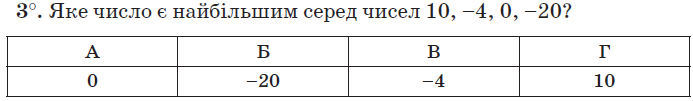 3°. Яке число є найбільшим серед чисел 10, –4, 0, –20?
А Б В Г
0 –20 –4 10